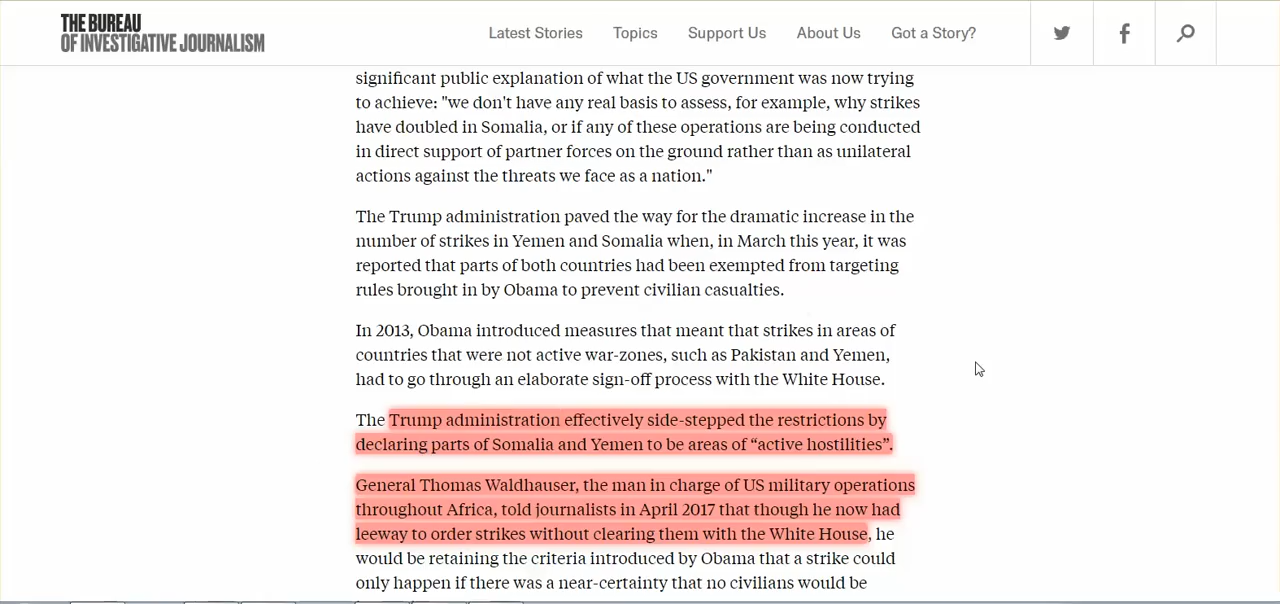 THE BUREAU
OF INVESTIGATIVE JOURNALISM
Latest Stories Topics Support Us About Us Got a Story?
significant public explanation of what the US government was now trying
to achieve: "we don't have any real basis to assess, for example, why strikes
have doubled in Somalia, or if any of these operations are being conducted
in direct support of partner forces on the ground rather than as unilateral
actions against the threats we face as a nation."
The Trump administration paved the way for the dramatic increase in the
number of strikes in Yemen and Somalia when, in March this year, it was
reported that parts of both countries had been exempted from targeting
rules brought in by Obama to prevent civilian casualties.
In 2013, Obama introduced measures that meant that strikes in areas of
countries that were not active war-zones, such as Pakistan and Yemen,
had to go through an elaborate sign-off process with the White House.
The Trump administration effectively side-stepped the restrictions by
declaring parts of Somalia and Yemen to be areas of “active hostilities”.
General Thomas Waldhauser, the man in charge of US military operations
throughout Africa, told journalists in April 2017 that though he now had
leeway to order strikes without clearing them with the White House, he
would be retaining the criteria introduced by Obama that a strike could
only happen if there was a near-certainty that no civilians would be